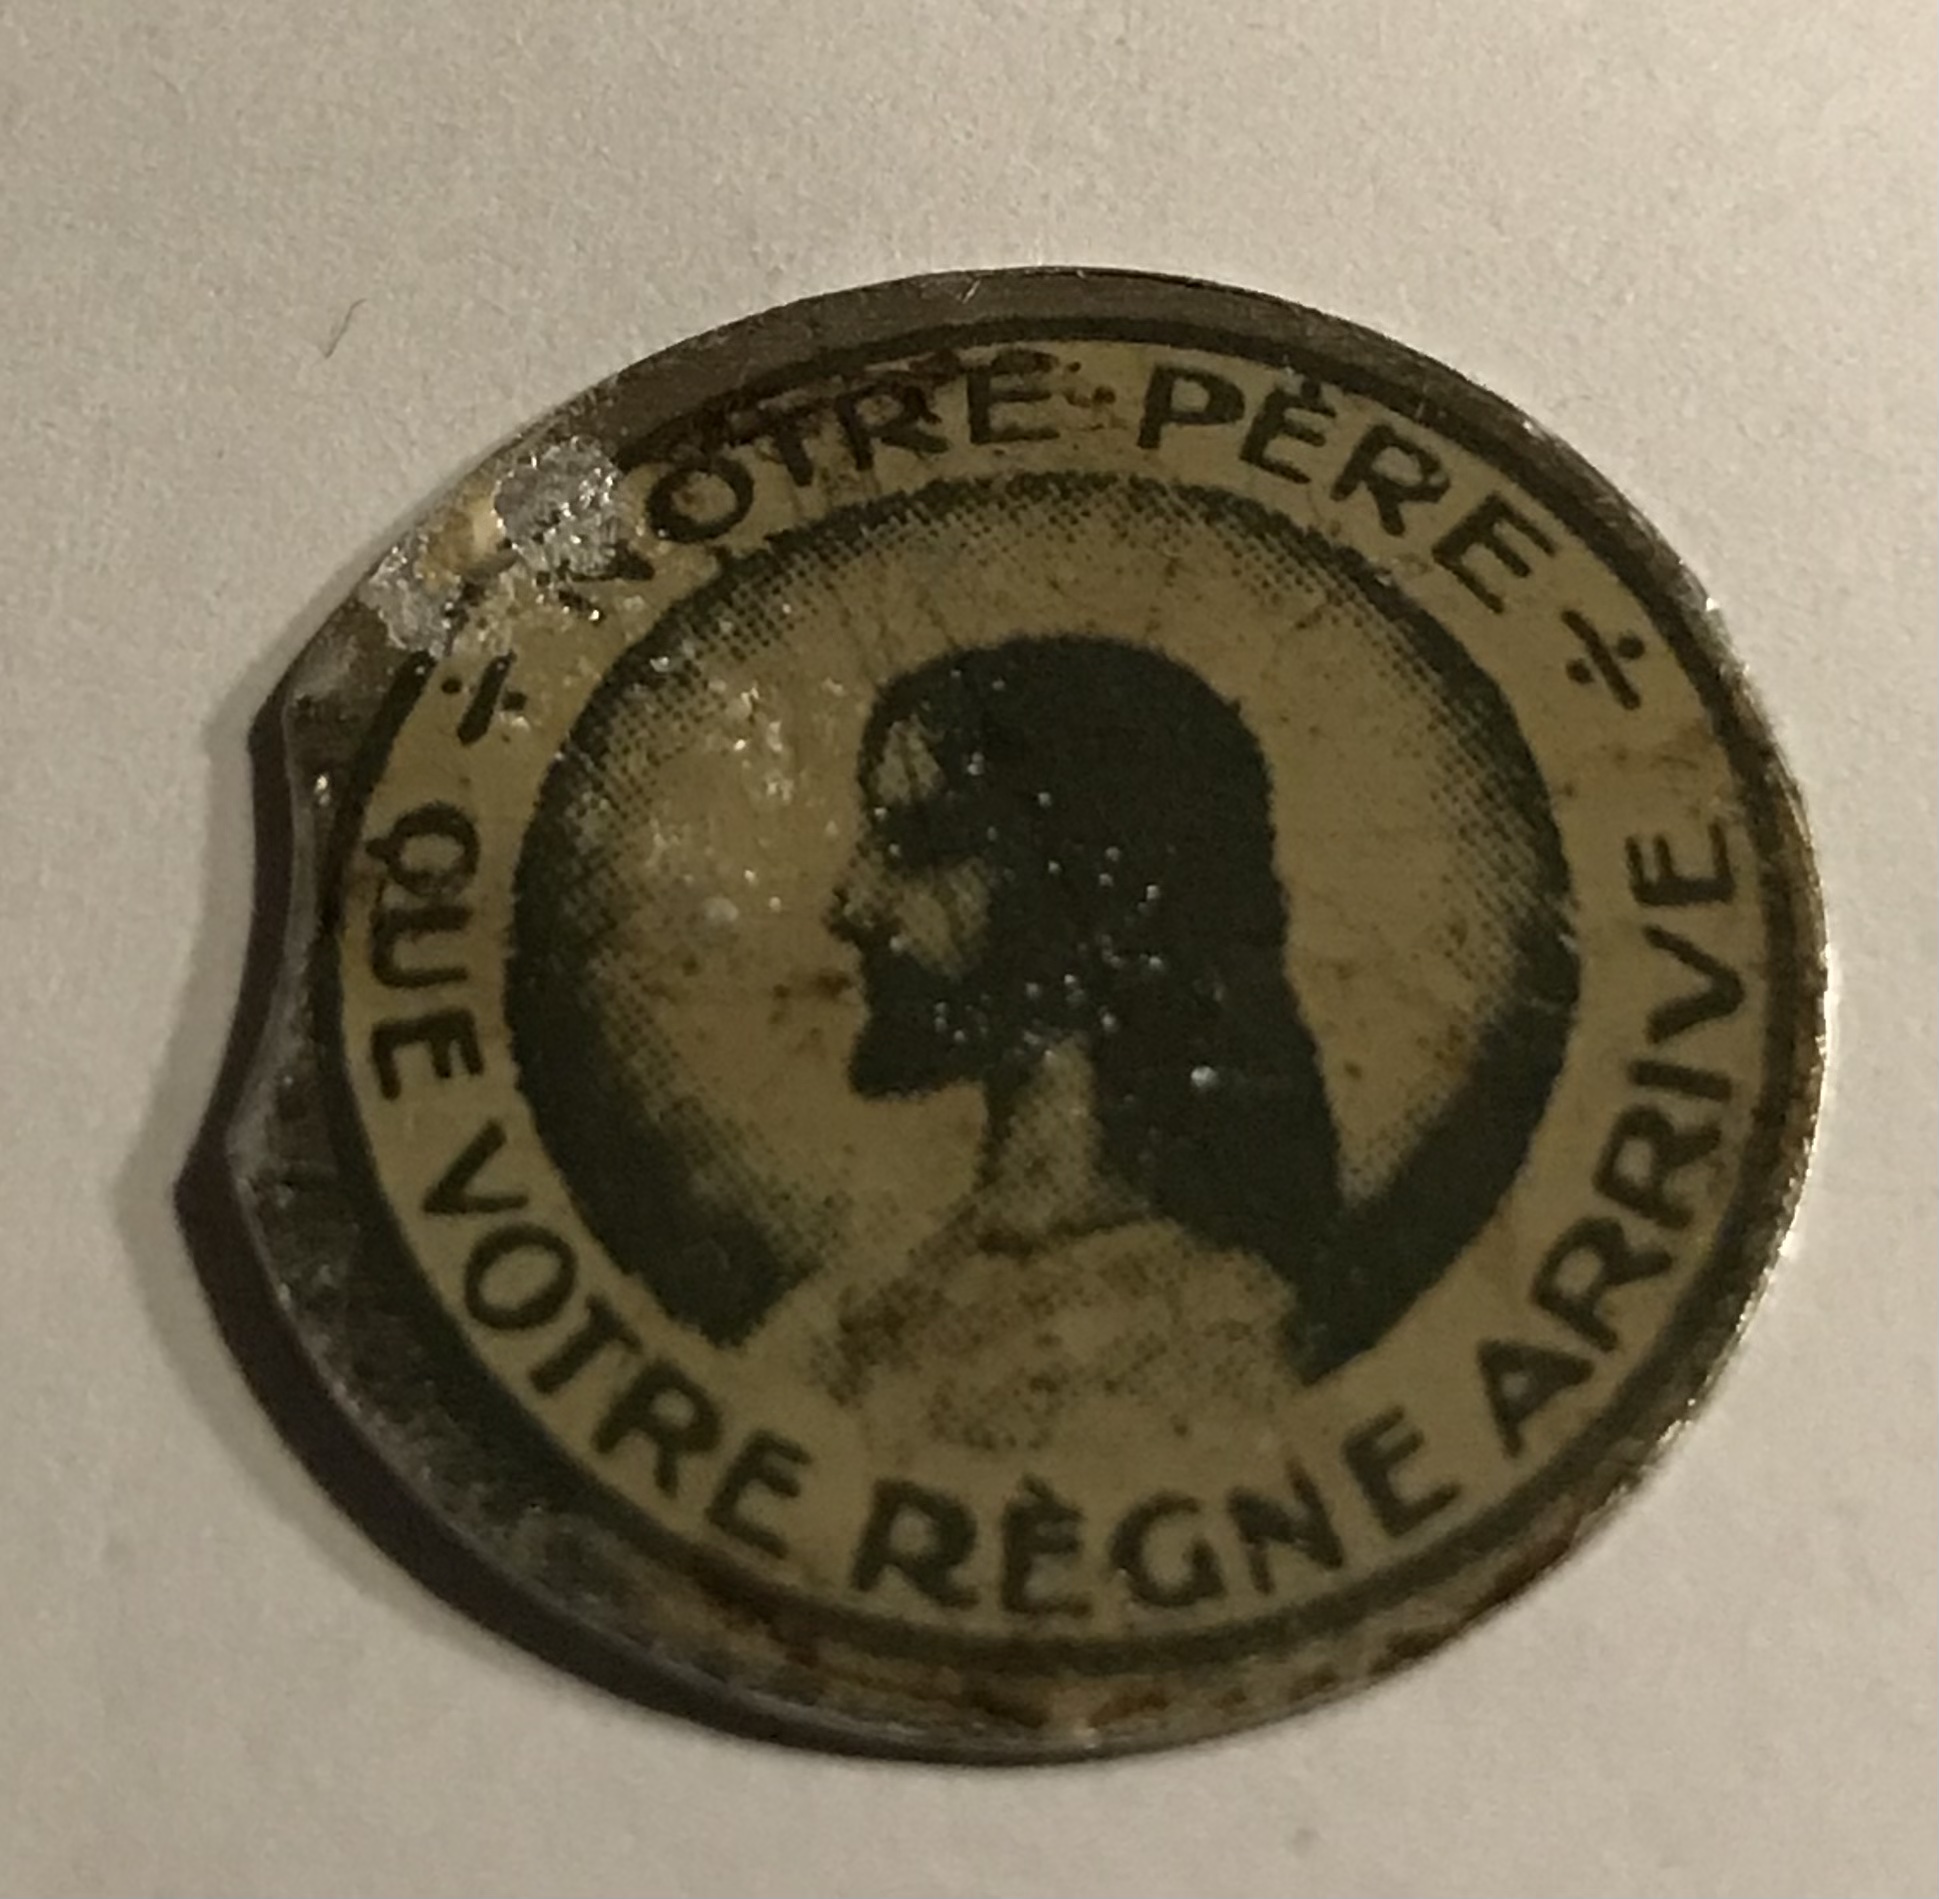 ÷ NOTRE PÈRE ÷
QUE VOTRE RÈGNE ARRIVE